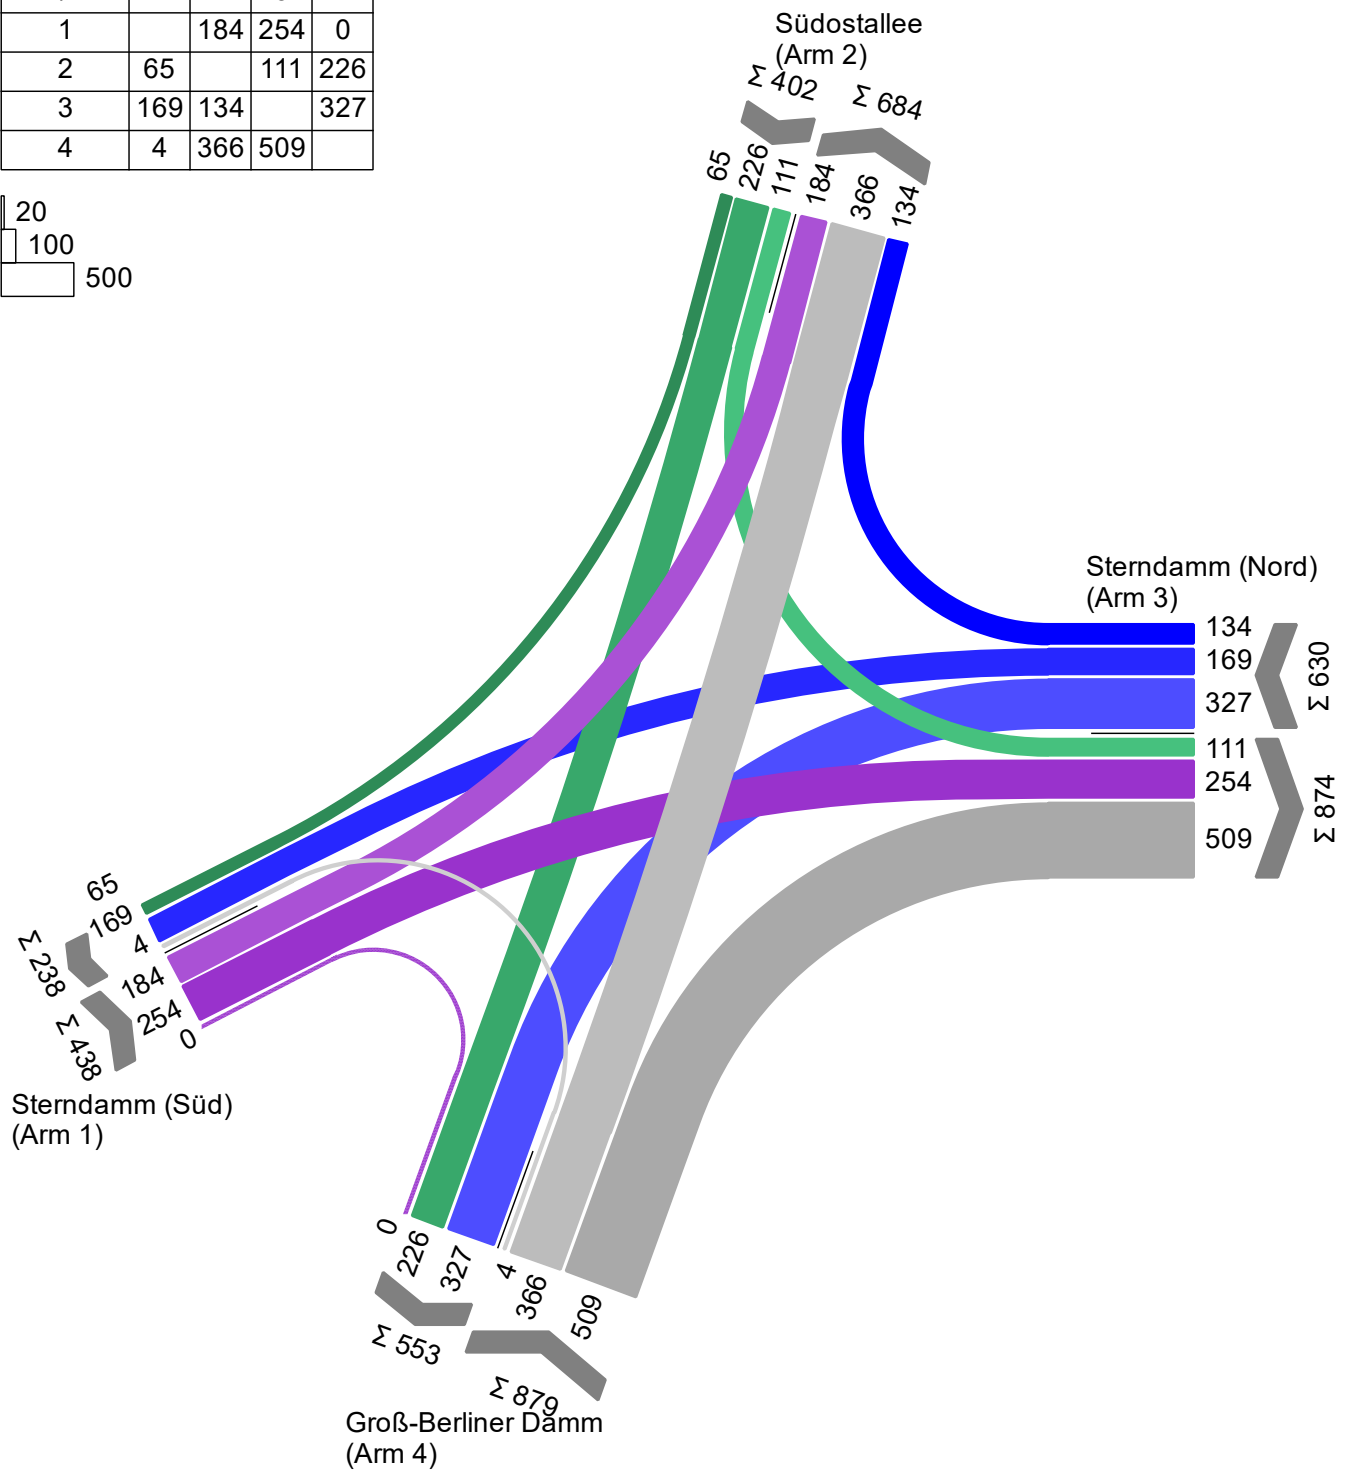 1 184 254 0
2 65 111 226
3 169 134 327
4 4 366 509
20
100
500
Südostallee
(Arm 2)
Σ 402
Σ 684
65
226
111
184
366
134
Sterndamm (Nord)
(Arm 3)
134
169
327
111
254
509
Σ 630
Σ 874
65
169
4
184
254
0
Σ 238
Σ 438
Sterndamm (Süd)
(Arm 1)
0
226
327
4
366
509
Σ 553
Σ 879
Groß-Berliner Damm
(Arm 4)